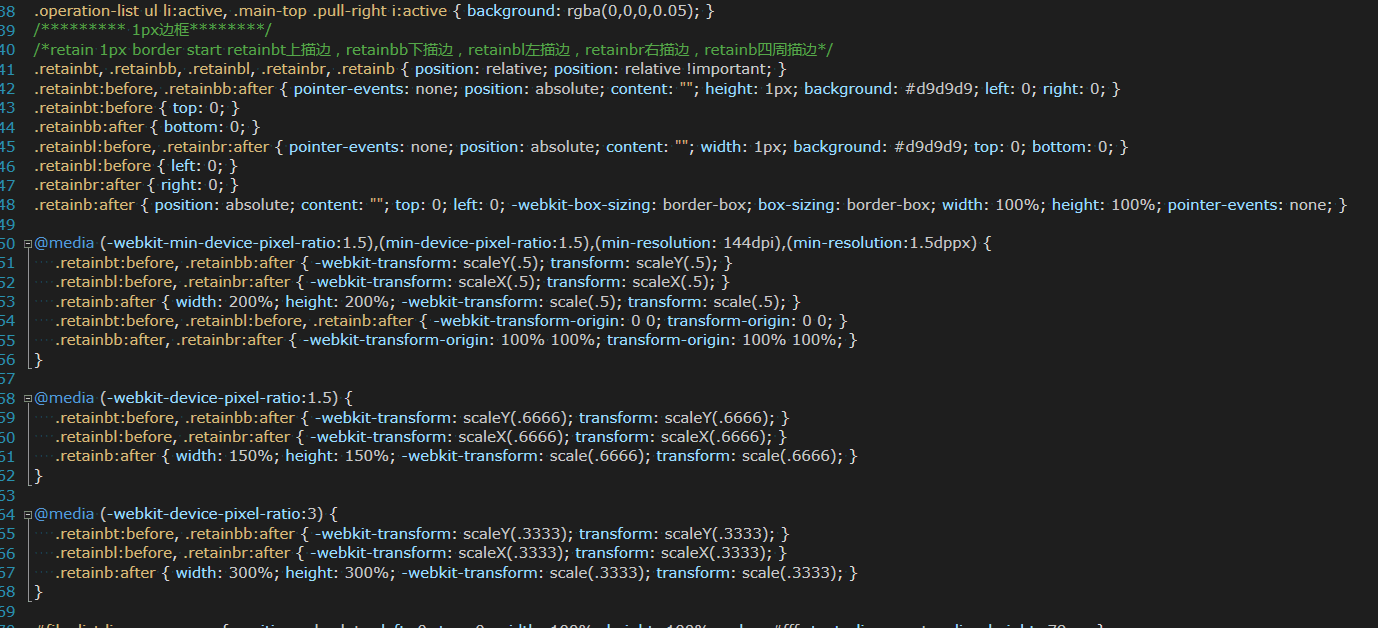 38 .operation-list ul li:active, .main-top .pull-right i:active { background: rgba(0,0,0,0.05); }
39 /********* 1px边框********/
40 /*retain 1px border start retainbt上描边，retainbb下描边，retainbl左描边，retainbr右描边，retainb四周描边*/
41 .retainbt, .retainbb, .retainbl, .retainbr, .retainb { position: relative; position: relative !important; }
42 .retainbt:before, .retainbb:after { pointer-events: none; position: absolute; content: ""; height: 1px; background: #d9d9d9; left: 0; right: 0; }
43 .retainbt:before { top: 0; }
44 .retainbb:after { bottom: 0; }
45 .retainbl:before, .retainbr:after { pointer-events: none; position: absolute; content: ""; width: 1px; background: #d9d9d9; top: 0; bottom: 0; }
46 .retainbl:before { left: 0; }
47 .retainbr:after { right: 0; }
48 .retainb:after { position: absolute; content: ""; top: 0; left: 0; -webkit-box-sizing: border-box; box-sizing: border-box; width: 100%; height: 100%; pointer-events: none; }
49
50 @media (-webkit-min-device-pixel-ratio:1.5),(min-device-pixel-ratio:1.5),(min-resolution: 144dpi),(min-resolution:1.5dppx) {
51 .retainbt:before, .retainbb:after { -webkit-transform: scaleY(.5); transform: scaleY(.5); }
52 .retainbl:before, .retainbr:after { -webkit-transform: scaleX(.5); transform: scaleX(.5); }
53 .retainb:after { width: 200%; height: 200%; -webkit-transform: scale(.5); transform: scale(.5); }
54 .retainbt:before, .retainbl:before, .retainb:after { -webkit-transform-origin: 0 0; transform-origin: 0 0; }
55 .retainbb:after, .retainbr:after { -webkit-transform-origin: 100% 100%; transform-origin: 100% 100%; }
56 }
57
58 @media (-webkit-device-pixel-ratio:1.5) {
59 .retainbt:before, .retainbb:after { -webkit-transform: scaleY(.6666); transform: scaleY(.6666); }
60 .retainbl:before, .retainbr:after { -webkit-transform: scaleX(.6666); transform: scaleX(.6666); }
61 .retainb:after { width: 150%; height: 150%; -webkit-transform: scale(.6666); transform: scale(.6666); }
62 }
63
64 @media (-webkit-device-pixel-ratio:3) {
65 .retainbt:before, .retainbb:after { -webkit-transform: scaleY(.3333); transform: scaleY(.3333); }
66 .retainbl:before, .retainbr:after { -webkit-transform: scaleX(.3333); transform: scaleX(.3333); }
67 .retainb:after { width: 300%; height: 300%; -webkit-transform: scale(.3333); transform: scale(.3333); }
68 }
69